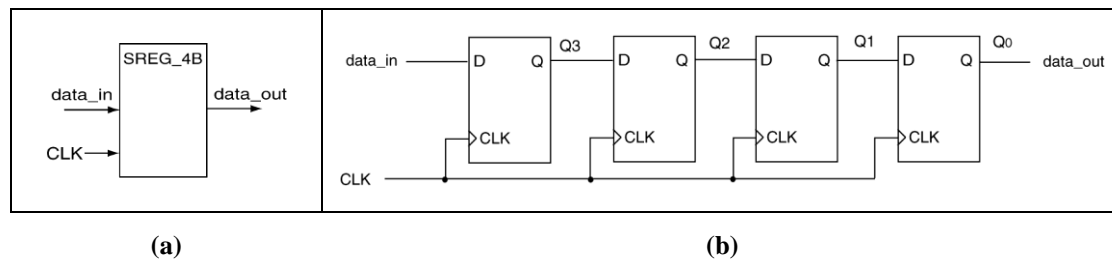 SREG_4B
data_in
data_out
CLK
Q3 Q2 Q1 Q0
data_in D Q D Q D Q D Q data_out
CLK CLK CLK CLK
CLK
(a) (b)